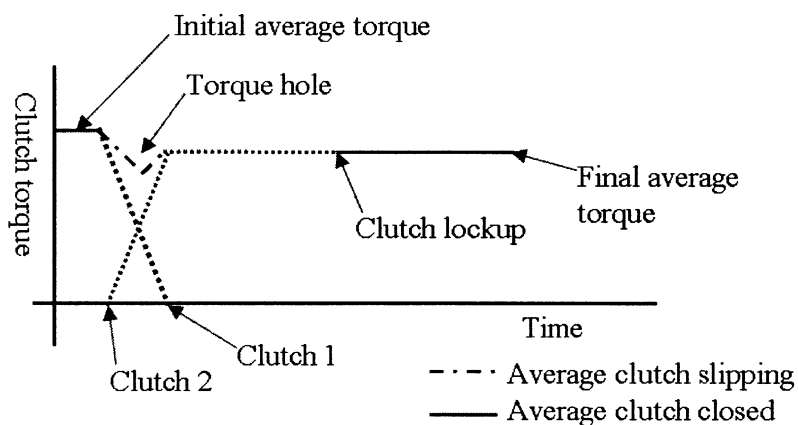 Initial average torque
Torque hole
Clutch torque
Final average
torque
Clutch lockup
Time
Clutch 1
Clutch 2
Average clutch slipping
Average clutch closed